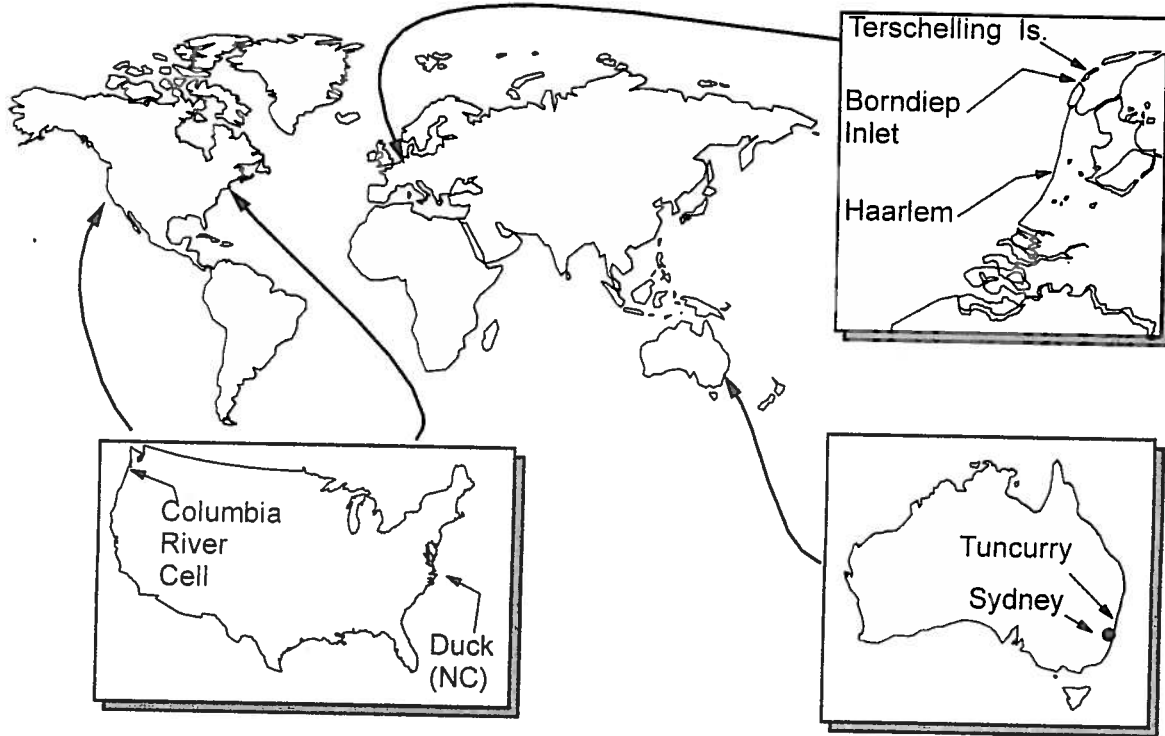 Terschelling Is.
Borndiep
Inlet
Haarlem
Columbia
River
Cell
Duck
(NC)
Tuncurry
Sydney